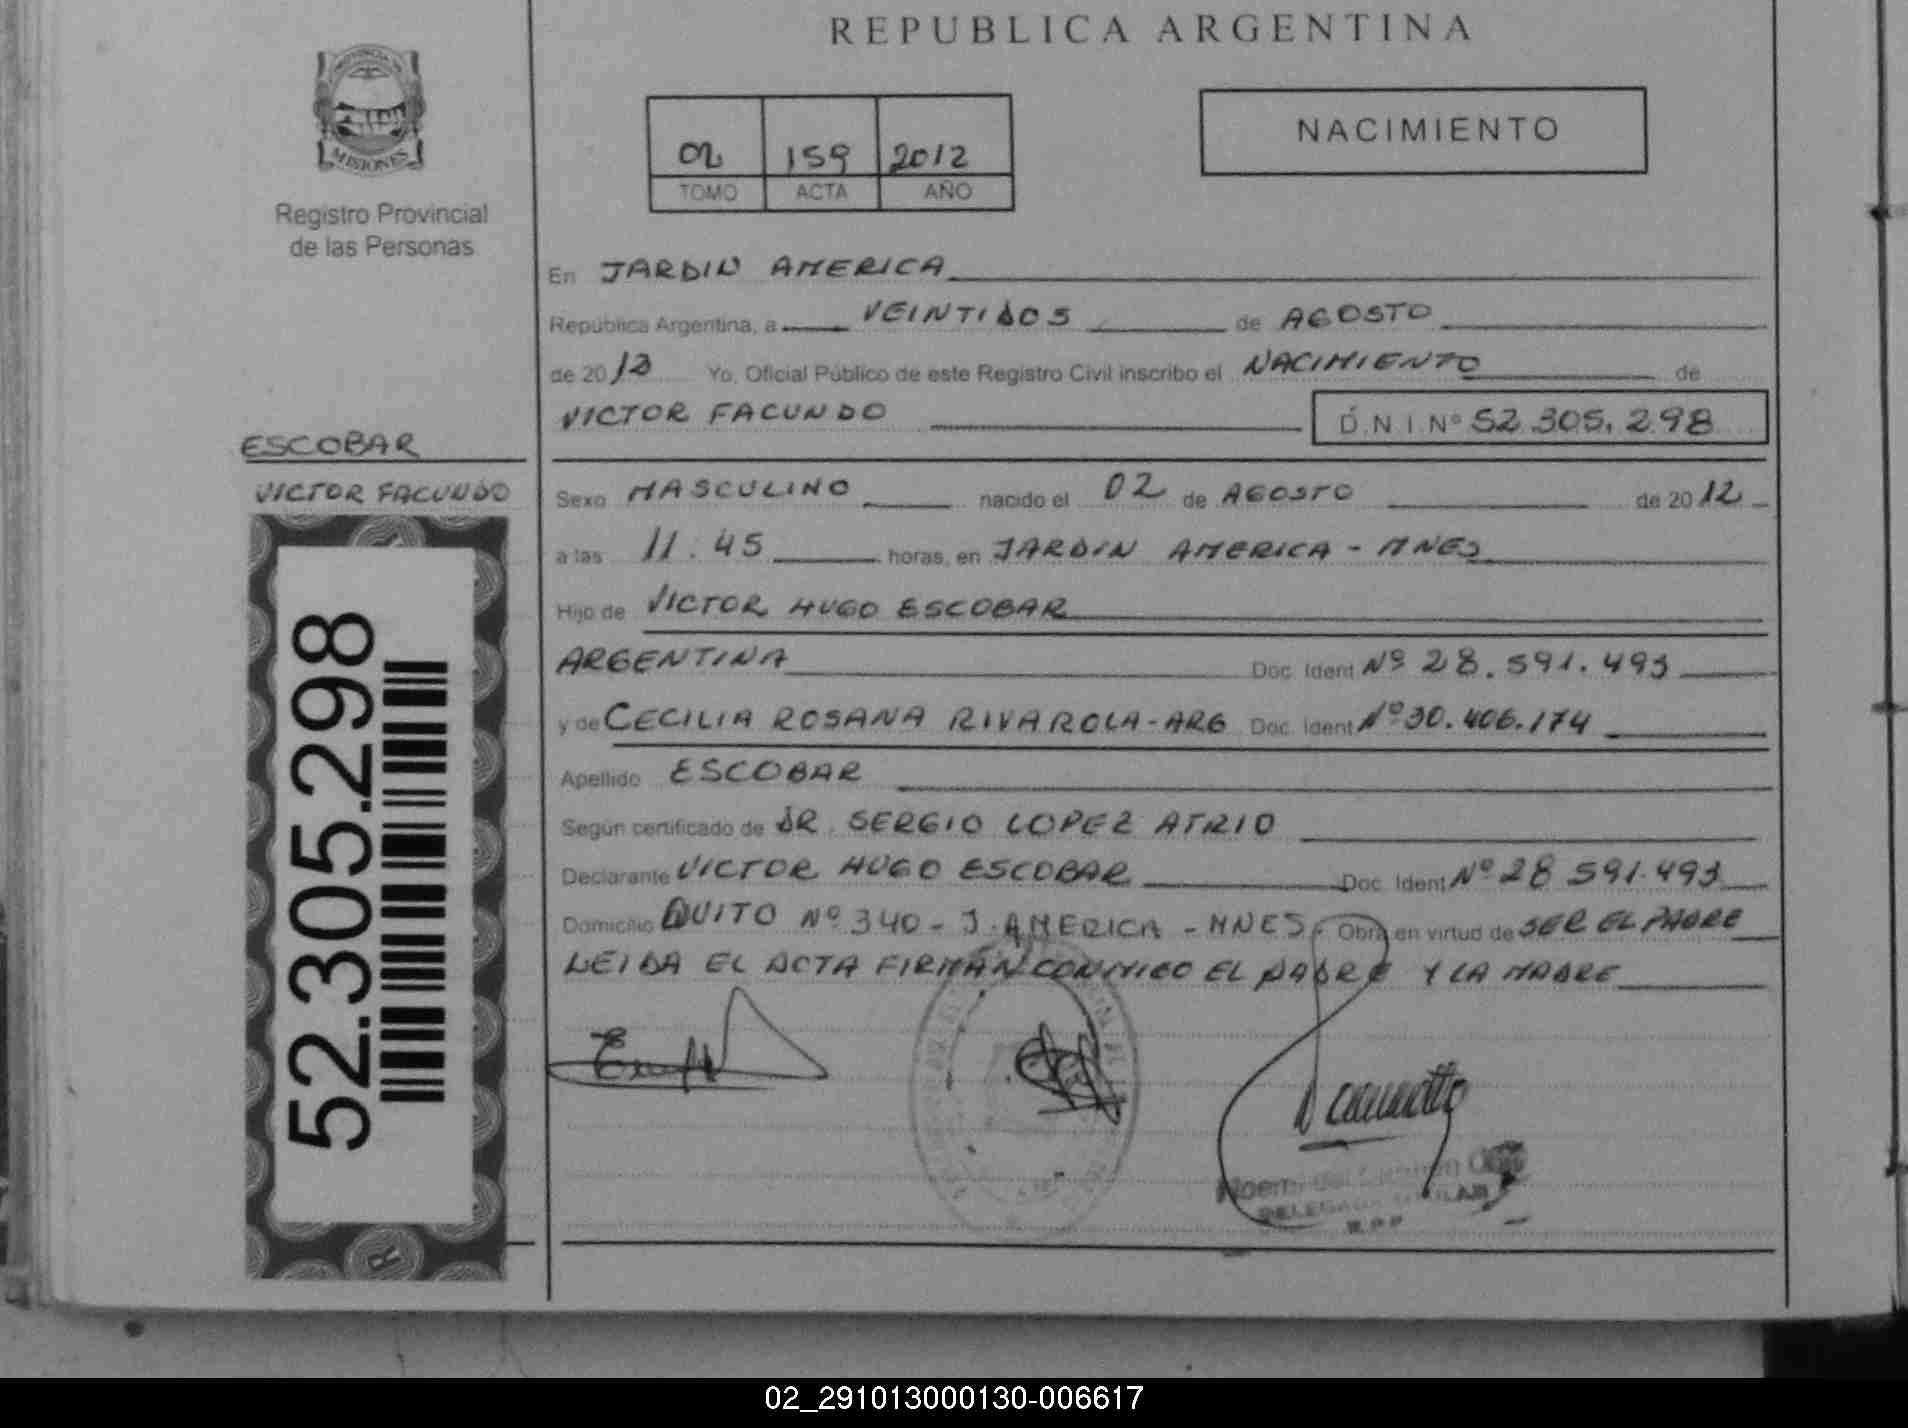 REPUBLICA ARGENTINA
PROVINCIA DE
MISIONES
Registro Provincial
de las Personas
02 159 2012
TOMO ACTA AÑO
NACIMIENTO
En JARDIN AMERICA
República Argentina, a VEINTIDOS de AGOSTO
de 2012 Yo, Oficial Público de este Registro Civil inscribo el NACIMIENTO de
VICTOR FACUNDO D.N.I.Nº 52.305.298
ESCOBAR
VICTOR FACUNDO
52.305.298
Sexo MASCULINO nacido el 02 de AGOSTO de 2012
a las 11.45 horas, en JARDIN AMERICA - MNES
Hijo de VICTOR HUGO ESCOBAR
ARGENTINA Doc. Ident Nº 28.591.493
y de CECILIA ROSANA RIVAROLA - ARG Doc. Ident Nº 30.406.174
Apellido ESCOBAR
Según certificado de DR. SERGIO LOPEZ ATRIO
Declarante VICTOR HUGO ESCOBAR Doc. Ident Nº 28 591.493
Domicilio QUITO Nº 340 - J. AMERICA - MNES. Obra en virtud de SER EL PADRE
LEIDA EL ACTA FIRMAN CONMIGO EL PADRE Y LA MADRE
R.P.P
02_291013000130-006617